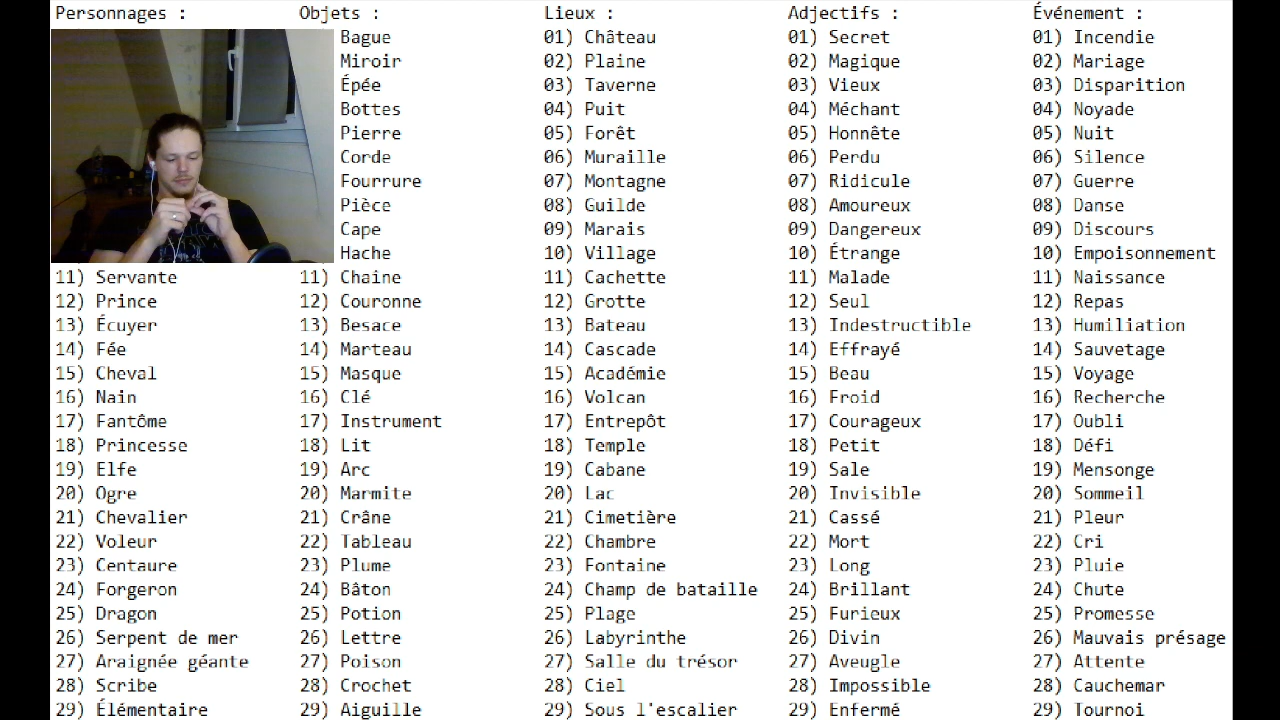 Personnages : Objets : Lieux : Adjectifs : Événement :
Bague 01) Château 01) Secret 01) Incendie
Miroir 02) Plaine 02) Magique 02) Mariage
Épée 03) Taverne 03) Vieux 03) Disparition
Bottes 04) Puit 04) Méchant 04) Noyade
Pierre 05) Forêt 05) Honnête 05) Nuit
Corde 06) Muraille 06) Perdu 06) Silence
Fourrure 07) Montagne 07) Ridicule 07) Guerre
Pièce 08) Guilde 08) Amoureux 08) Danse
Cape 09) Marais 09) Dangereux 09) Discours
Hache 10) Village 10) Étrange 10) Empoisonnement
11) Servante 11) Chaine 11) Cachette 11) Malade 11) Naissance
12) Prince 12) Couronne 12) Grotte 12) Seul 12) Repas
13) Écuyer 13) Besace 13) Bateau 13) Indestructible 13) Humiliation
14) Fée 14) Marteau 14) Cascade 14) Effrayé 14) Sauvetage
15) Cheval 15) Masque 15) Académie 15) Beau 15) Voyage
16) Nain 16) Clé 16) Volcan 16) Froid 16) Recherche
17) Fantôme 17) Instrument 17) Entrepôt 17) Courageux 17) Oubli
18) Princesse 18) Lit 18) Temple 18) Petit 18) Défi
19) Elfe 19) Arc 19) Cabane 19) Sale 19) Mensonge
20) Ogre 20) Marmite 20) Lac 20) Invisible 20) Sommeil
21) Chevalier 21) Crâne 21) Cimetière 21) Cassé 21) Pleur
22) Voleur 22) Tableau 22) Chambre 22) Mort 22) Cri
23) Centaure 23) Plume 23) Fontaine 23) Long 23) Pluie
24) Forgeron 24) Bâton 24) Champ de bataille 24) Brillant 24) Chute
25) Dragon 25) Potion 25) Plage 25) Furieux 25) Promesse
26) Serpent de mer 26) Lettre 26) Labyrinthe 26) Divin 26) Mauvais présage
27) Araignée géante 27) Poison 27) Salle du trésor 27) Aveugle 27) Attente
28) Scribe 28) Crochet 28) Ciel 28) Impossible 28) Cauchemar
29) Élémentaire 29) Aiguille 29) Sous l'escalier 29) Enfermé 29) Tournoi